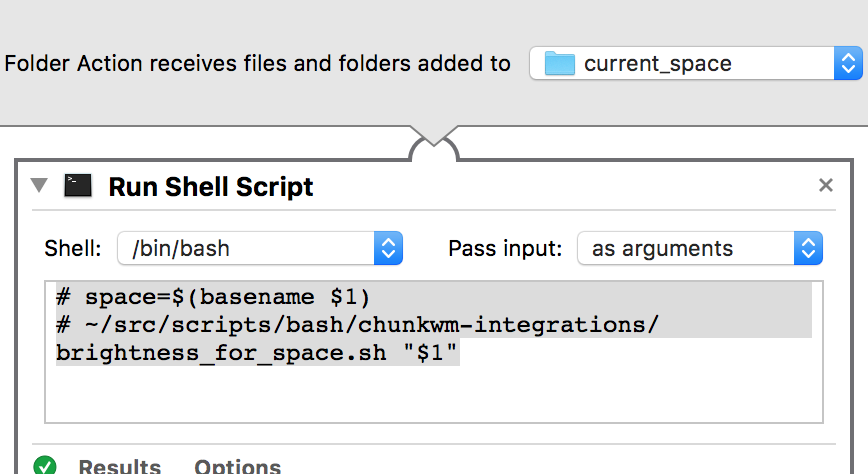 Folder Action receives files and folders added to current_space
Run Shell Script
Shell: /bin/bash Pass input: as arguments
# space=$(basename $1)
# ~/src/scripts/bash/chunkwm-integrations/
brightness_for_space.sh "$1"
Results Options